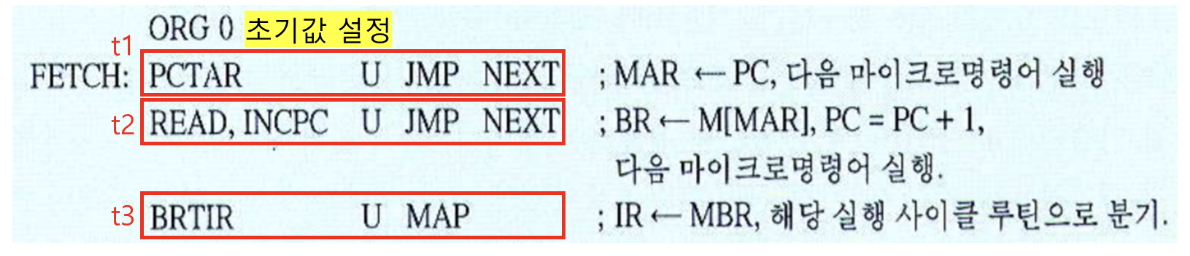 ORG 0 초기값 설정
t1
FETCH: PCTAR U JMP NEXT ; MAR ← PC, 다음 마이크로명령어 실행
t2 READ, INCPC U JMP NEXT ; BR ← M[MAR], PC = PC + 1,
다음 마이크로명령어 실행.
t3 BRTIR U MAP ; IR ← MBR, 해당 실행 사이클 루틴으로 분기.